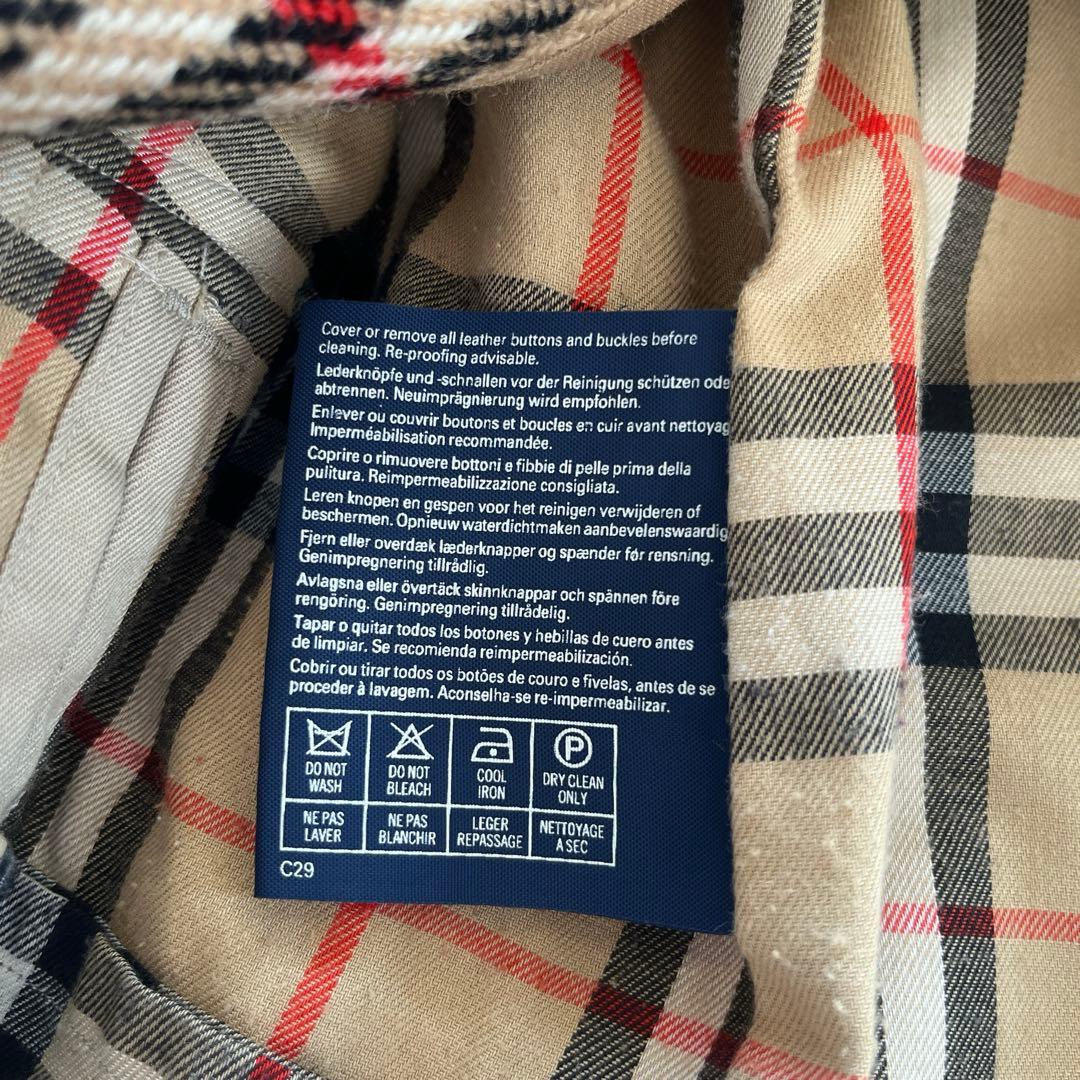 Cover or remove all leather buttons and buckles before
cleaning. Re-proofing advisable.
Lederknöpfe und -schnallen vor der Reinigung schützen ode
abtrennen. Neuimprägnierung wird empfohlen.
Enlever ou couvrir boutons et boucles en cuir avant nettoyag
Imperméabilisation recommandée.
Coprire o rimuovere bottoni e fibbie di pelle prima della
pulitura. Reimpermeabilizzazione consigliata.
Leren knopen en gespen voor het reinigen verwijderen of
beschermen. Opnieuw waterdichtmaken aanbevelenswaardig
Fjern eller overdæk læderknapper og spænder før rensning.
Genimpregnering tillrådlig.
Avlagsna eller övertäck skinnknappar och spännen före
rengöring. Genimpregnering tillrådelig.
Tapar o quitar todos los botones y hebillas de cuero antes
de limpiar. Se recomienda reimpermeabilización.
Cobrir ou tirar todos os botões de couro e fivelas, antes de se
proceder à lavagem. Aconselha-se re-impermeabilizar.
P
DO NOT WASH
DO NOT BLEACH
COOL IRON
DRY CLEAN ONLY
NE PAS LAVER
NE PAS BLANCHIR
LEGER REPASSAGE
NETTOYAGE A SEC
C29